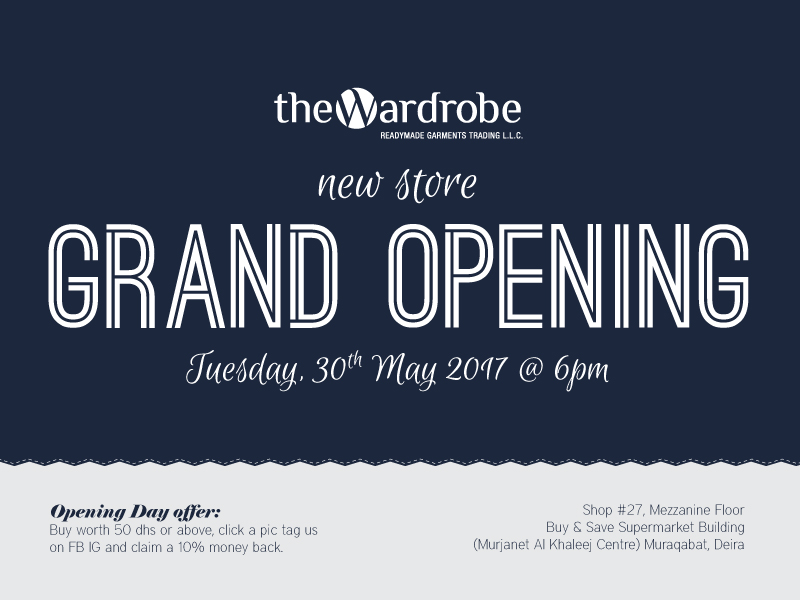 the Wardrobe
READYMADE GARMENTS TRADING L.L.C.
new store
GRAND OPENING
Tuesday, 30th May 2017 @ 6pm
Opening Day offer:
Buy worth 50 dhs or above, click a pic tag us
on FB IG and claim a 10% money back.
Shop #27, Mezzanine Floor
Buy & Save Supermarket Building
(Murjanet Al Khaleej Centre) Muraqabat, Deira